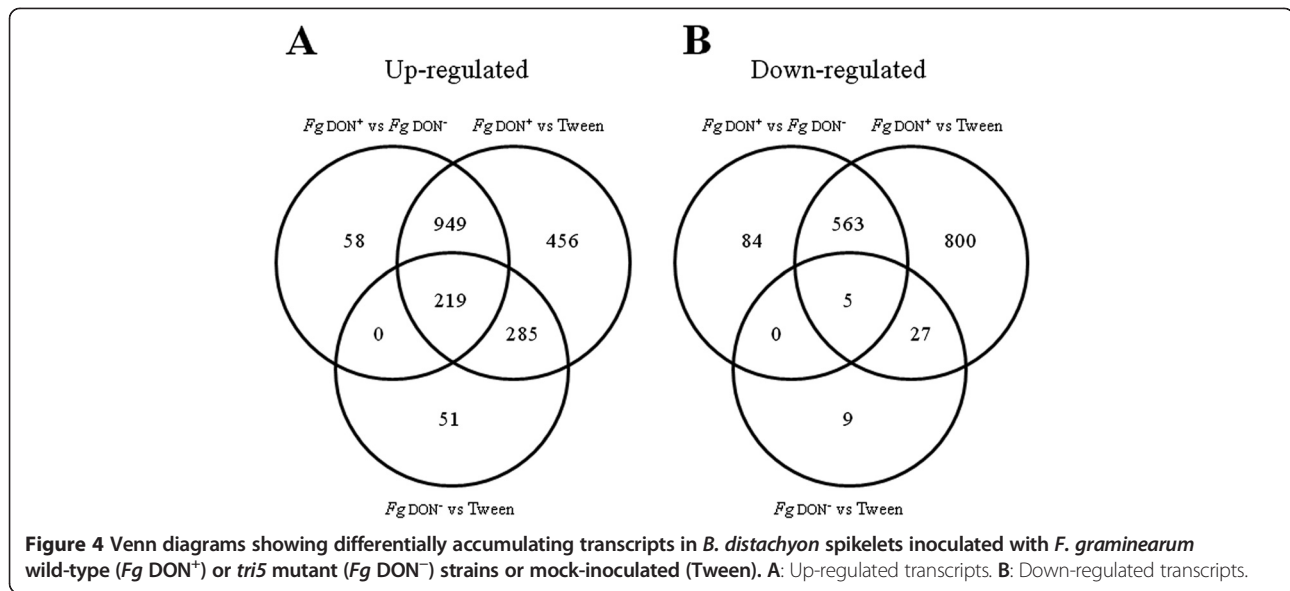 A
B
Up-regulated
Down-regulated
Fg DON⁺ vs Fg DON⁻
Fg DON⁺ vs Tween
Fg DON⁺ vs Fg DON⁻
Fg DON⁺ vs Tween
58
949
456
84
563
800
219
5
0
285
0
27
51
9
Fg DON⁻ vs Tween
Fg DON⁻ vs Tween
Figure 4 Venn diagrams showing differentially accumulating transcripts in B. distachyon spikelets inoculated with F. graminearum
wild-type (Fg DON⁺) or tri5 mutant (Fg DON⁻) strains or mock-inoculated (Tween). A: Up-regulated transcripts. B: Down-regulated transcripts.